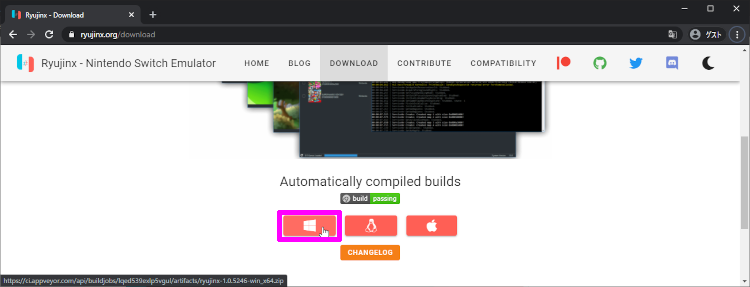 Ryujinx - Download
ryujinx.org/download
ゲスト
Ryujinx - Nintendo Switch Emulator
HOME
BLOG
DOWNLOAD
CONTRIBUTE
COMPATIBILITY
Automatically compiled builds
build passing
CHANGELOG
https://ci.appveyor.com/api/buildjobs/lqed539exlp5vgul/artifacts/ryujinx-1.0.5246-win_x64.zip